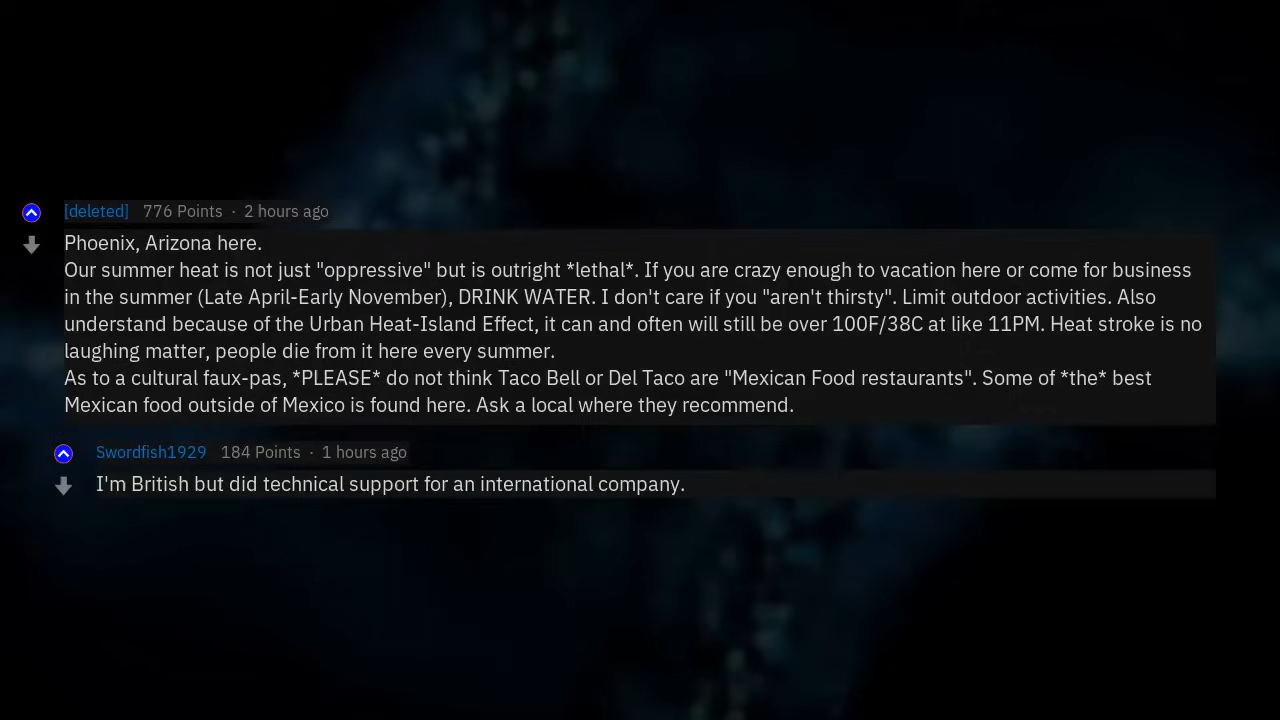 [deleted] 776 Points · 2 hours ago
Phoenix, Arizona here.
Our summer heat is not just "oppressive" but is outright *lethal*. If you are crazy enough to vacation here or come for business
in the summer (Late April-Early November), DRINK WATER. I don't care if you "aren't thirsty". Limit outdoor activities. Also
understand because of the Urban Heat-Island Effect, it can and often will still be over 100F/38C at like 11PM. Heat stroke is no
laughing matter, people die from it here every summer.
As to a cultural faux-pas, *PLEASE* do not think Taco Bell or Del Taco are "Mexican Food restaurants". Some of *the* best
Mexican food outside of Mexico is found here. Ask a local where they recommend.
Swordfish1929 184 Points · 1 hours ago
I'm British but did technical support for an international company.